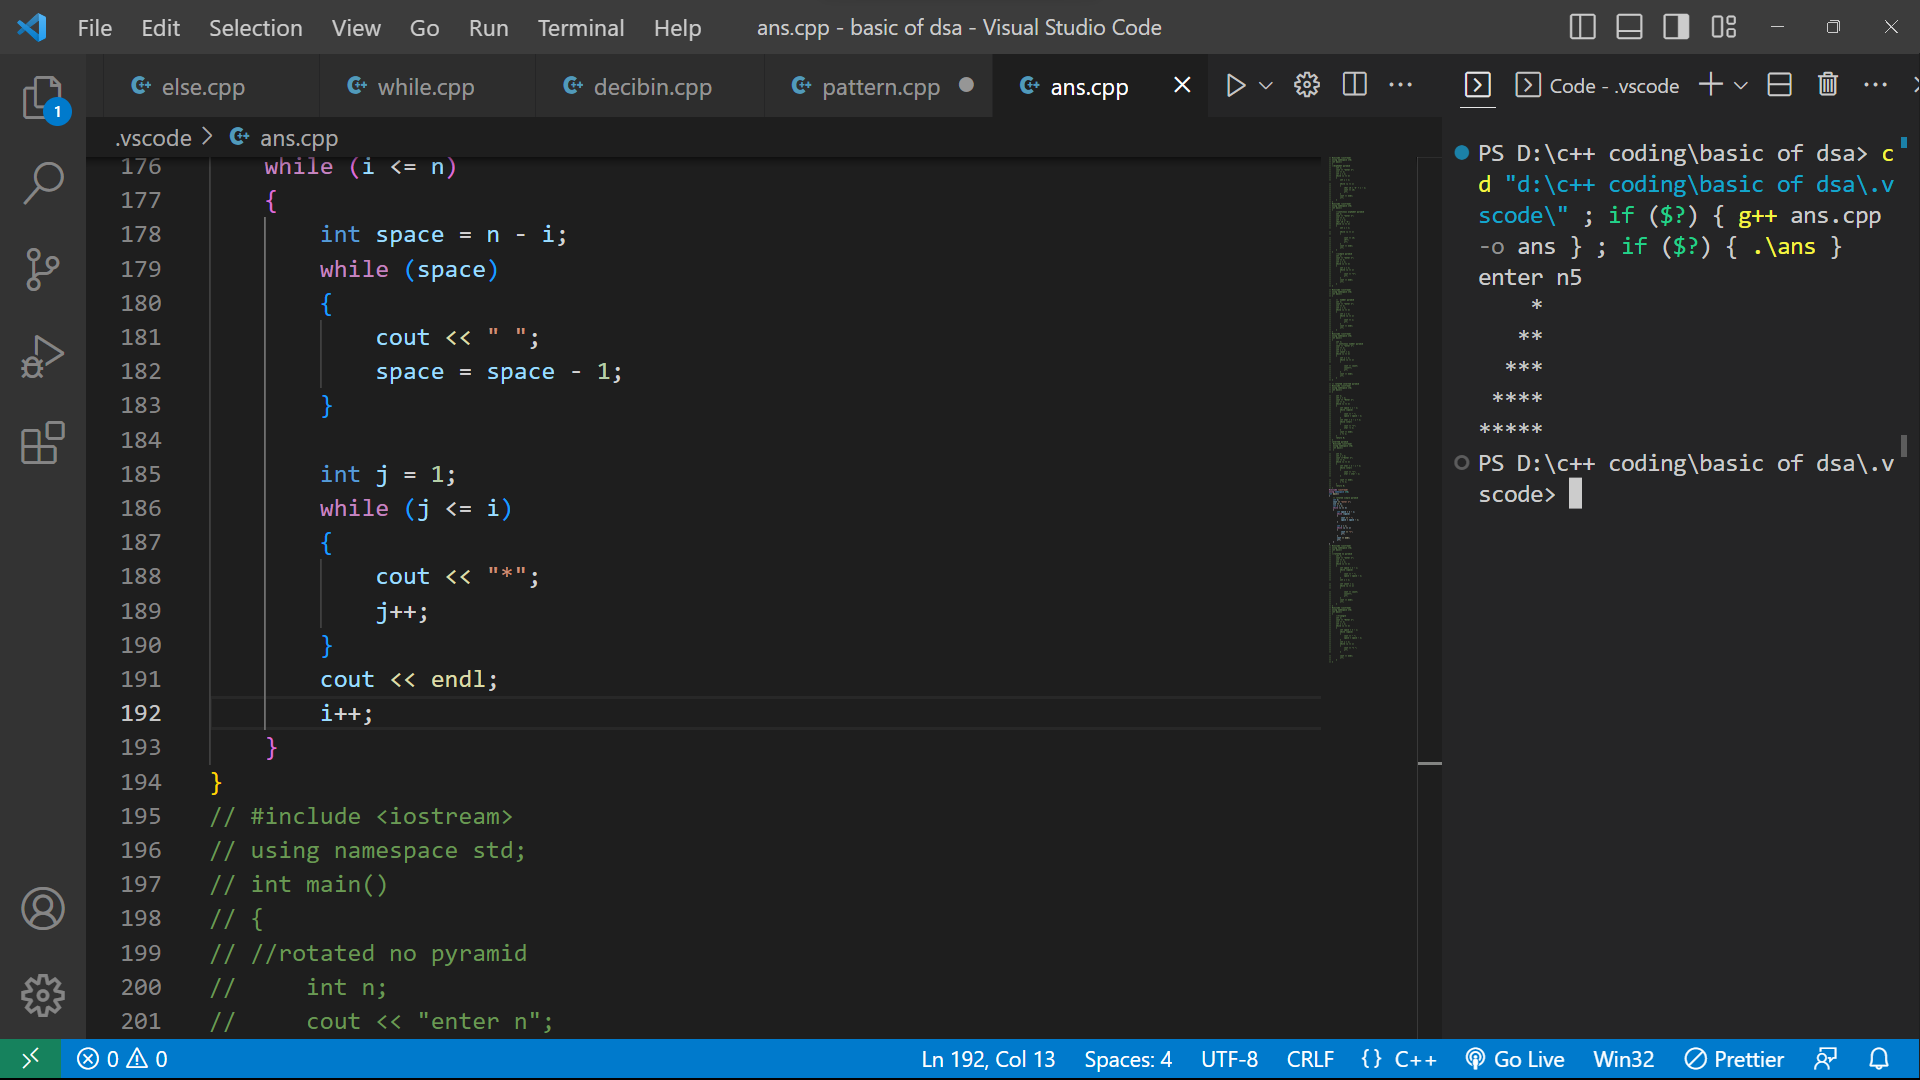 File Edit Selection View Go Run Terminal Help ans.cpp - basic of dsa - Visual Studio Code
else.cpp while.cpp decibin.cpp pattern.cpp ans.cpp
.vscode > ans.cpp
176 while (i <= n)
177 {
178 int space = n - i;
179 while (space)
180 {
181 cout << " ";
182 space = space - 1;
183 }
184
185 int j = 1;
186 while (j <= i)
187 {
188 cout << "*";
189 j++;
190 }
191 cout << endl;
192 i++;
193 }
194 }
195 // #include <iostream>
196 // using namespace std;
197 // int main()
198 // {
199 // //rotated no pyramid
200 // int n;
201 // cout << "enter n";
Code - .vscode
PS D:\c++ coding\basic of dsa> c
d "d:\c++ coding\basic of dsa\.v
scode\" ; if ($?) { g++ ans.cpp
-o ans } ; if ($?) { .\ans }
enter n5
    *
   **
  ***
 ****
*****
PS D:\c++ coding\basic of dsa\.v
scode>
1
0 0 Ln 192, Col 13 Spaces: 4 UTF-8 CRLF {} C++ Go Live Win32 Prettier